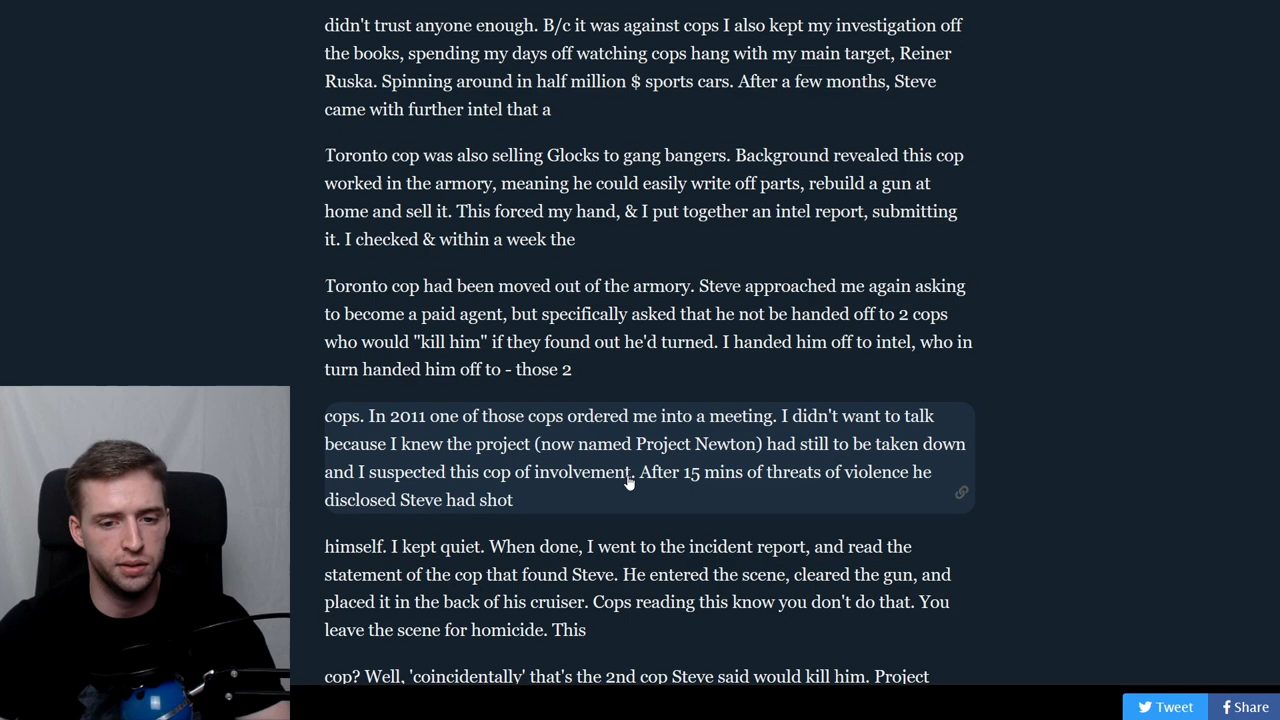 didn't trust anyone enough. B/c it was against cops I also kept my investigation off
the books, spending my days off watching cops hang with my main target, Reiner
Ruska. Spinning around in half million $ sports cars. After a few months, Steve
came with further intel that a
Toronto cop was also selling Glocks to gang bangers. Background revealed this cop
worked in the armory, meaning he could easily write off parts, rebuild a gun at
home and sell it. This forced my hand, & I put together an intel report, submitting
it. I checked & within a week the
Toronto cop had been moved out of the armory. Steve approached me again asking
to become a paid agent, but specifically asked that he not be handed off to 2 cops
who would "kill him" if they found out he'd turned. I handed him off to intel, who in
turn handed him off to - those 2
cops. In 2011 one of those cops ordered me into a meeting. I didn't want to talk
because I knew the project (now named Project Newton) had still to be taken down
and I suspected this cop of involvement. After 15 mins of threats of violence he
disclosed Steve had shot
himself. I kept quiet. When done, I went to the incident report, and read the
statement of the cop that found Steve. He entered the scene, cleared the gun, and
placed it in the back of his cruiser. Cops reading this know you don't do that. You
leave the scene for homicide. This
cop? Well, 'coincidentally' that's the 2nd cop Steve said would kill him. Project
Tweet
Share